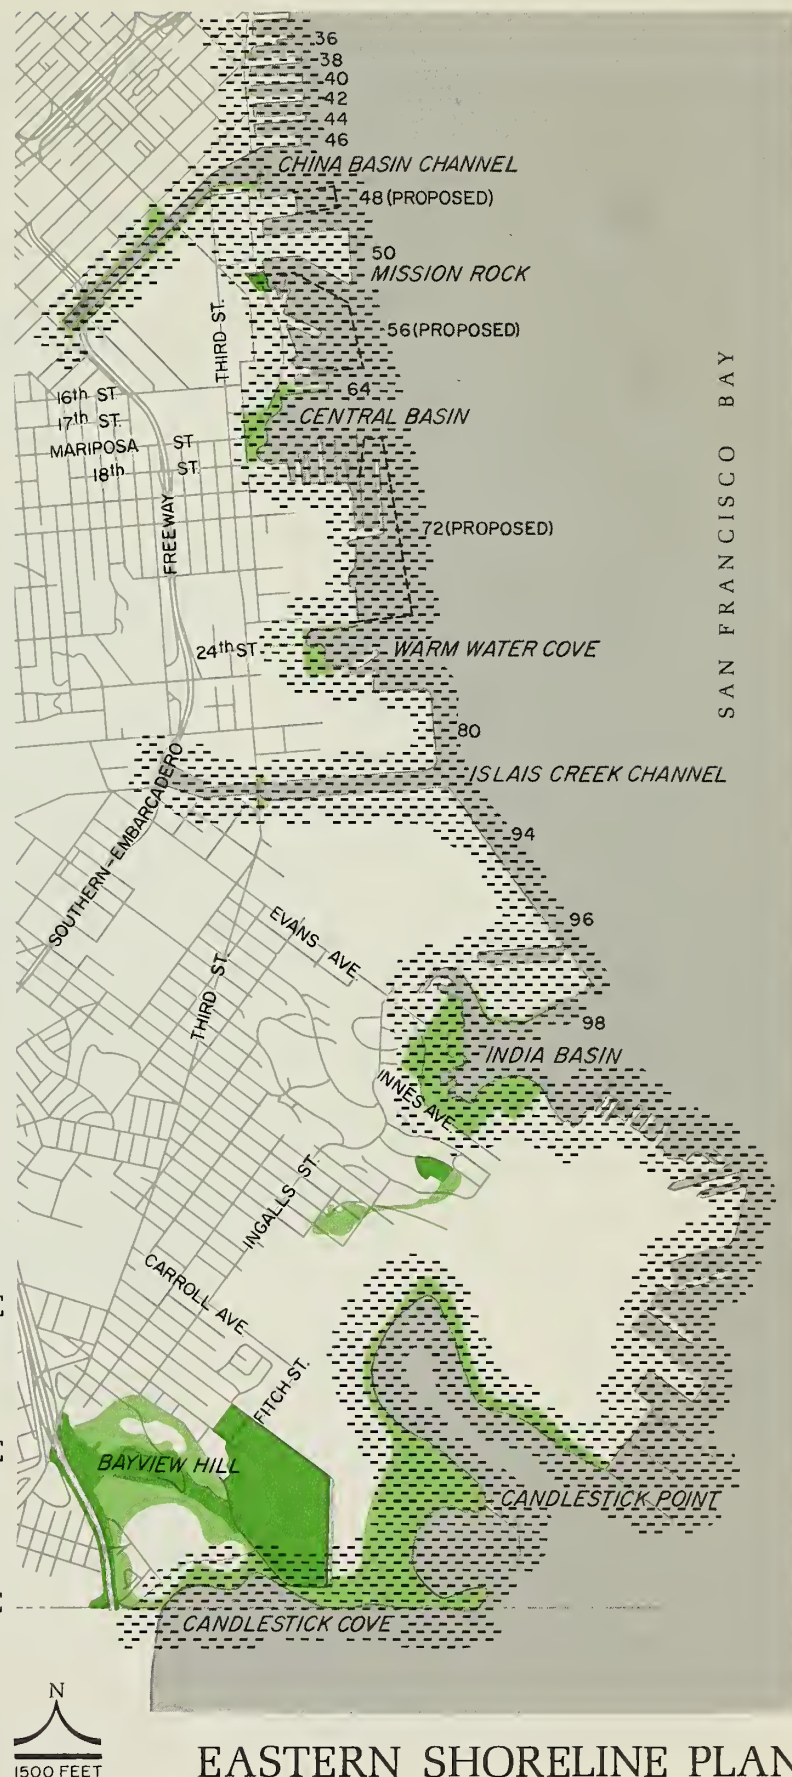 36
38
40
42
44
46
CHINA BASIN CHANNEL
48 (PROPOSED)
50
MISSION ROCK
THIRD ST.
56 (PROPOSED)
64
16th ST.
17th ST.
MARIPOSA ST
18th ST.
CENTRAL BASIN
FREEWAY
72 (PROPOSED)
SAN FRANCISCO BAY
24th ST
WARM WATER COVE
80
ISLAIS CREEK CHANNEL
SOUTHERN-EMBARCADERO
94
EVANS AVE.
96
THIRD ST.
98
INDIA BASIN
INNES AVE.
INGALLS ST.
CARROLL AVE.
FITCH ST.
BAYVIEW HILL
CANDLESTICK POINT
CANDLESTICK COVE
N
1500 FEET
EASTERN SHORELINE PLAN